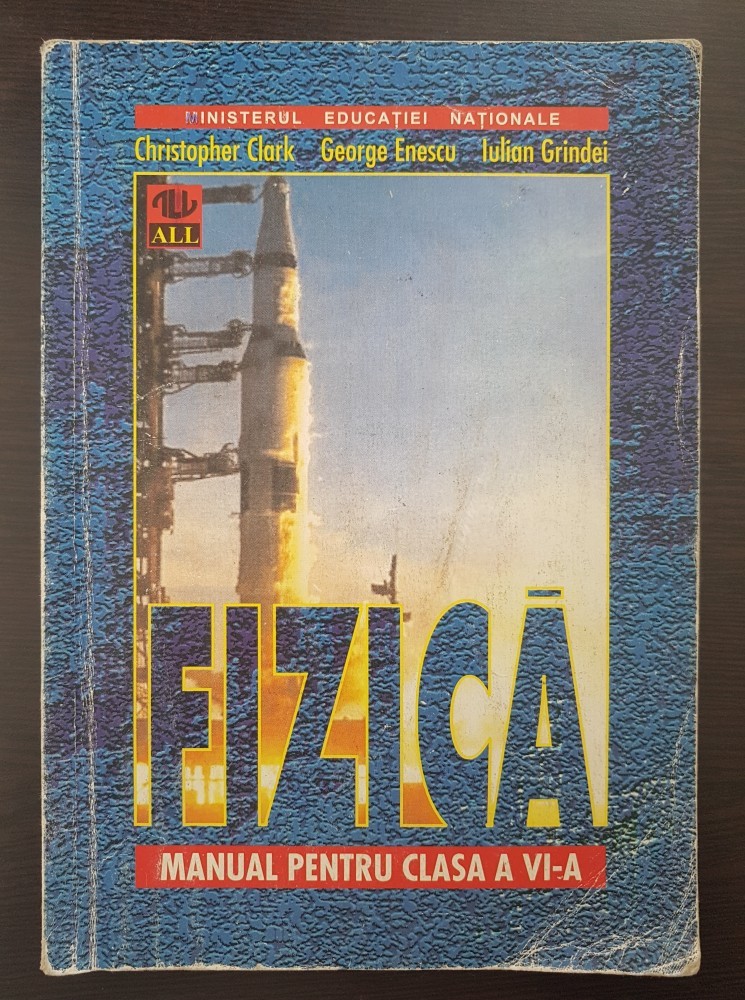 MINISTERUL EDUCAȚIEI NAȚIONALE
Christopher Clark George Enescu Iulian Grindei
ALL
FIZICĂ
MANUAL PENTRU CLASA A VI-A